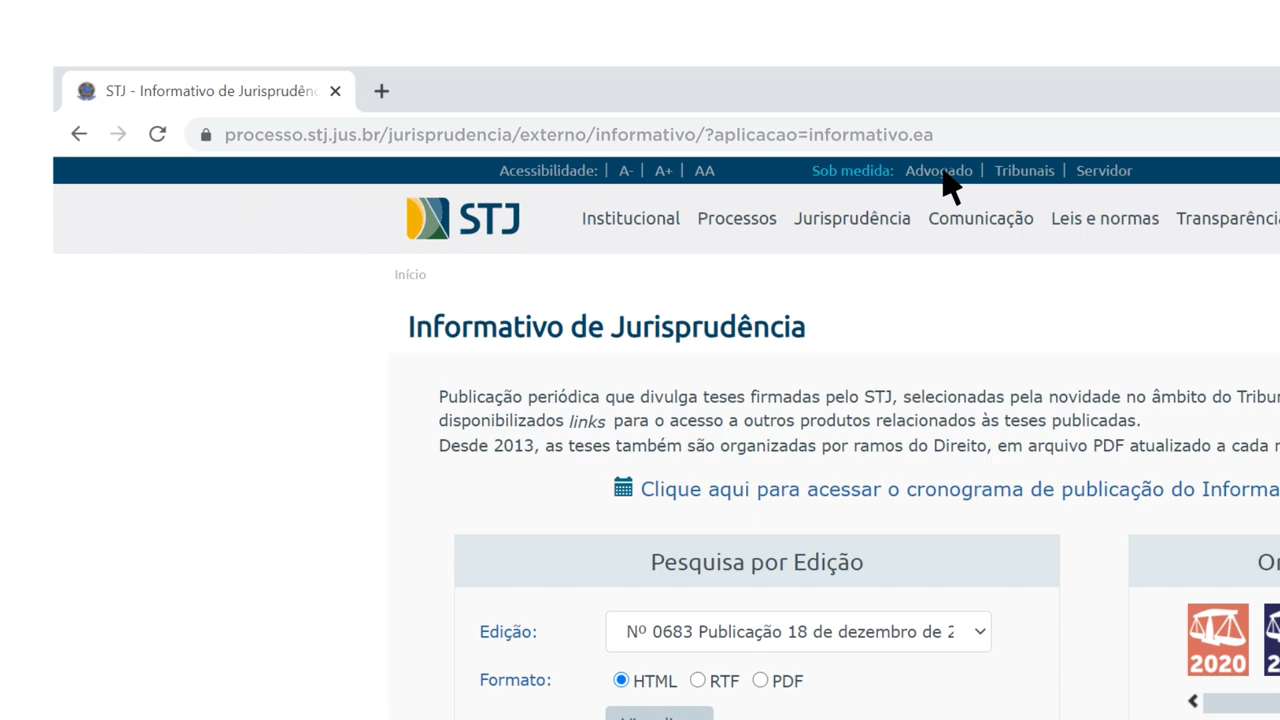 STJ - Informativo de Jurisprudênc
processo.stj.jus.br/jurisprudencia/externo/informativo/?aplicacao=informativo.ea
Acessibilidade: | A- | A+ | AA Sob medida: Advogado | Tribunais | Servidor
STJ Institucional Processos Jurisprudência Comunicação Leis e normas Transparência
Início
Informativo de Jurisprudência
Publicação periódica que divulga teses firmadas pelo STJ, selecionadas pela novidade no âmbito do Tribu
disponibilizados links para o acesso a outros produtos relacionados às teses publicadas.
Desde 2013, as teses também são organizadas por ramos do Direito, em arquivo PDF atualizado a cada
Clique aqui para acessar o cronograma de publicação do Informa
Pesquisa por Edição
Or
Edição: Nº 0683 Publicação 18 de dezembro de 2
Formato: HTML RTF PDF
2020